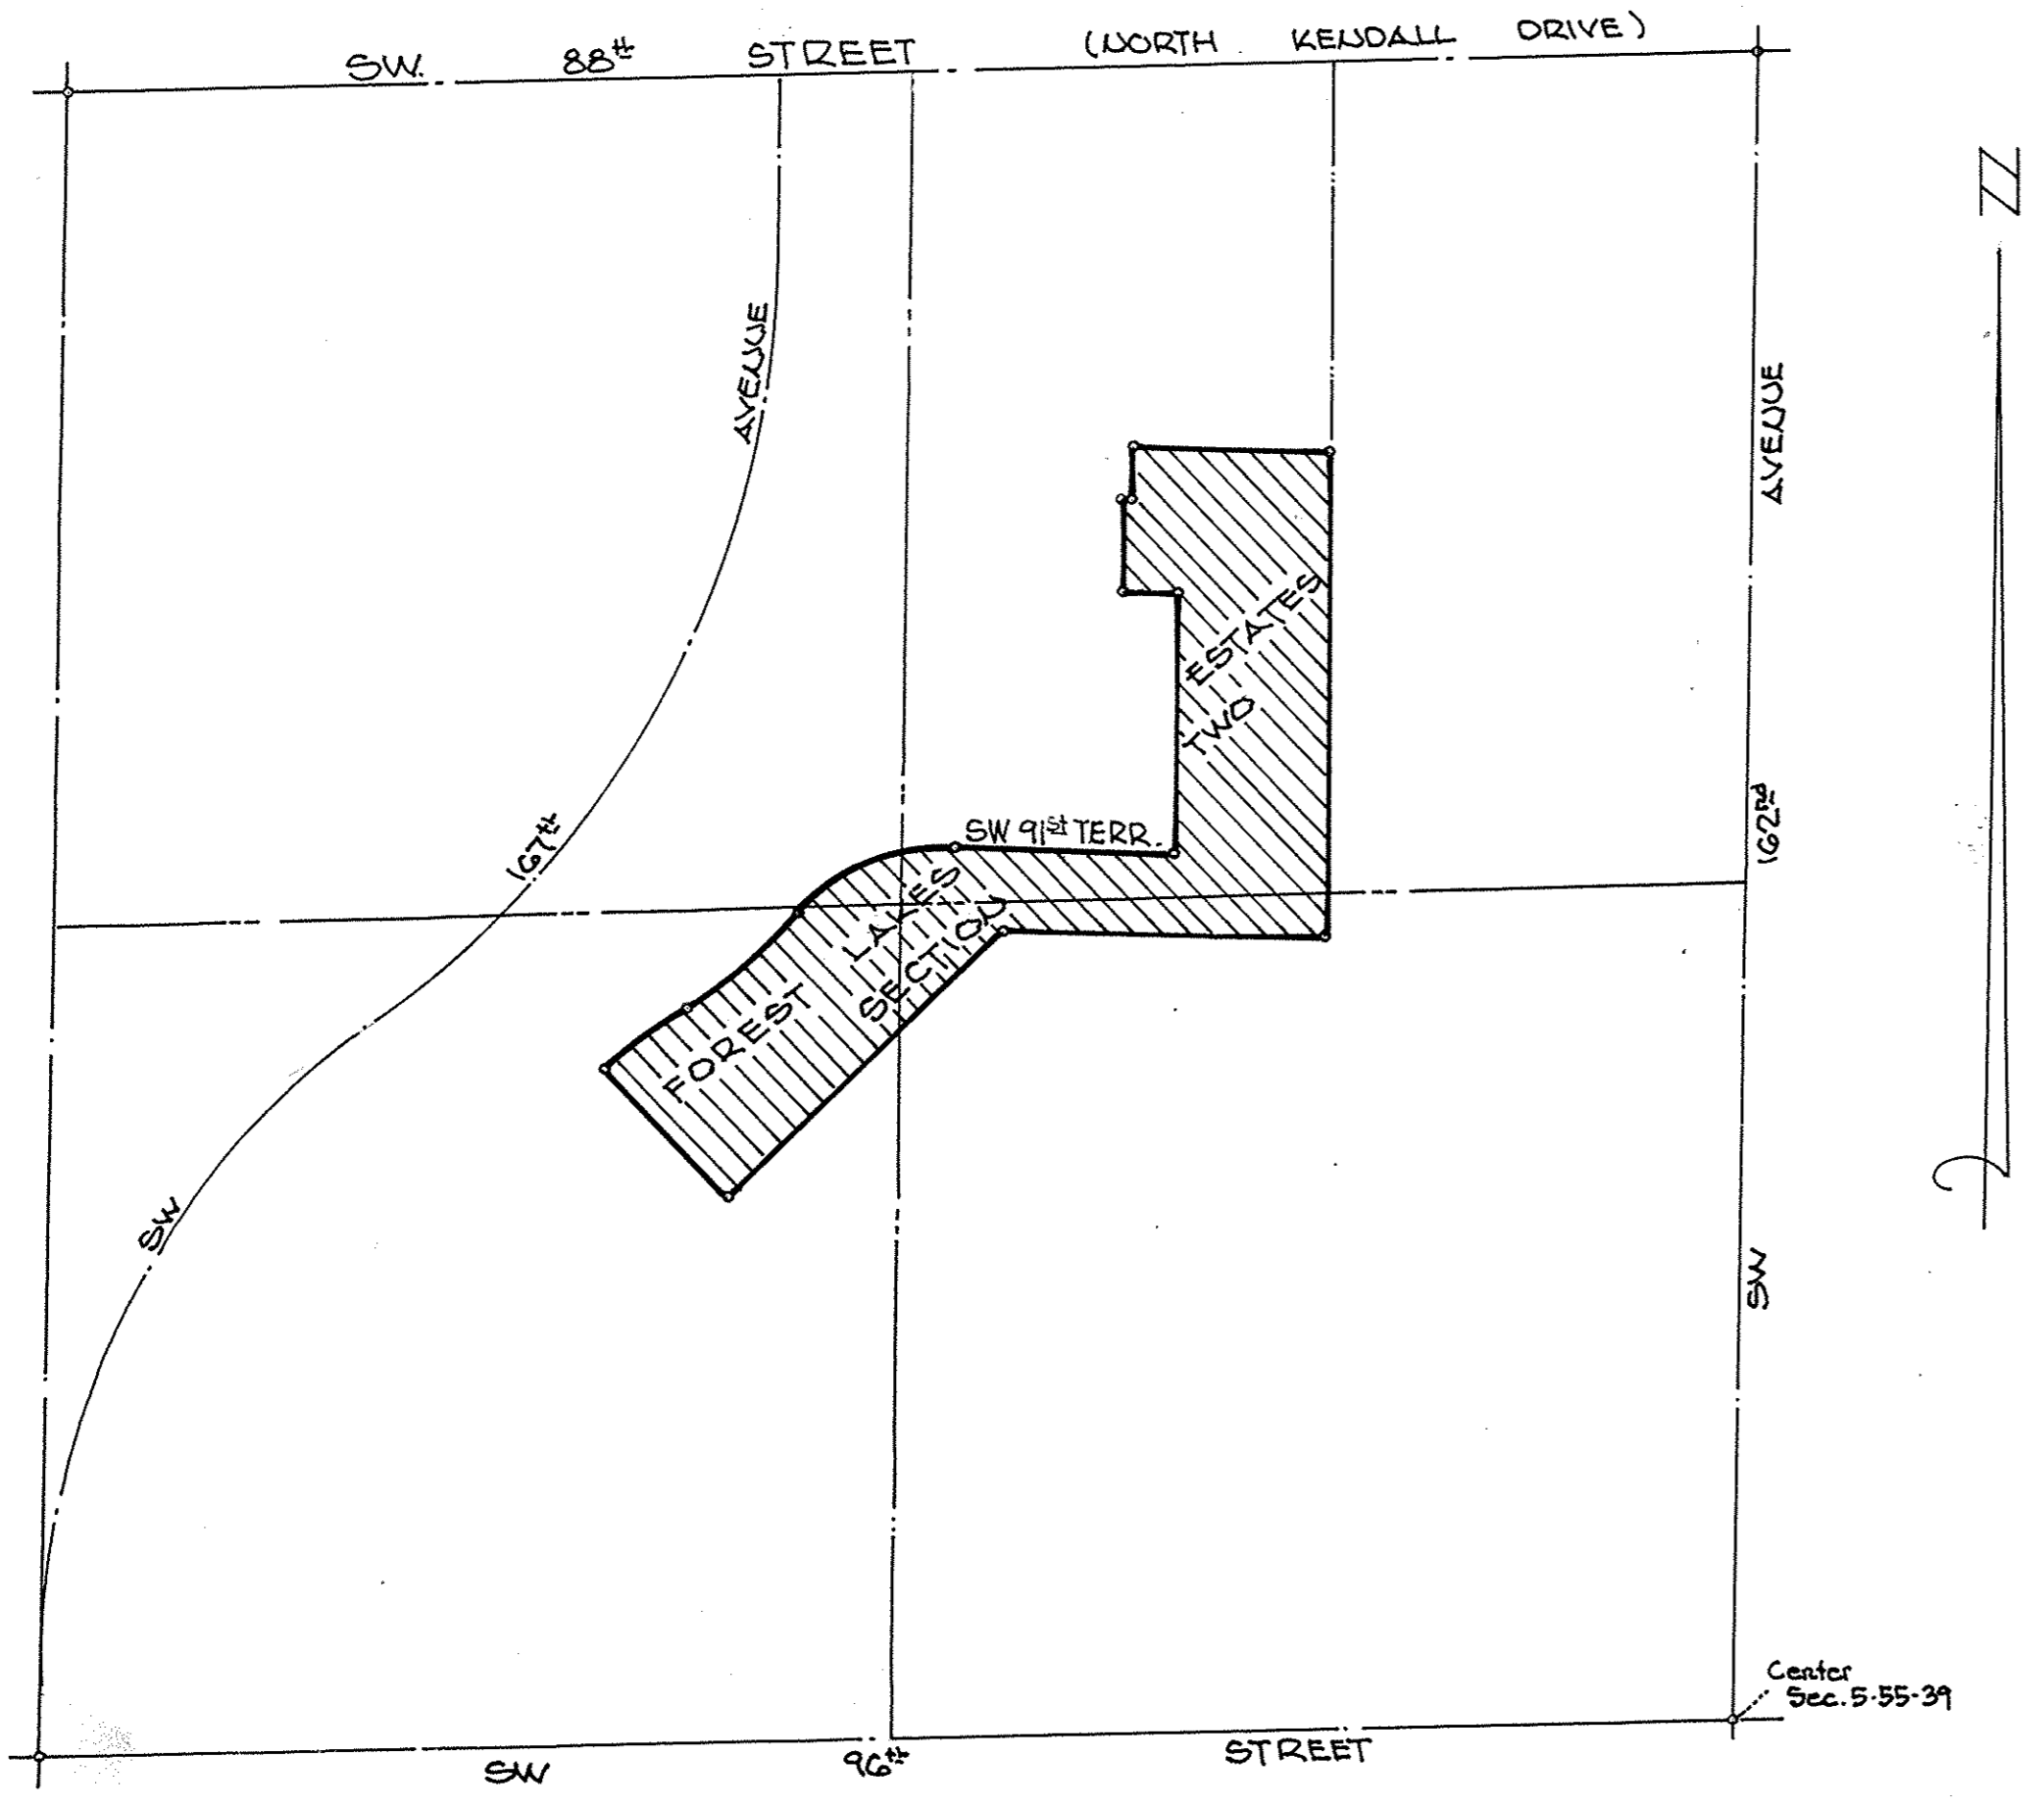 SW. 88th STREET (NORTH KENDALL DRIVE)
N
AVENUE
AVENUE
ESTATES
TWO
162nd
SW 91st TERR.
167th
LAKES
SECTION
FOREST
SW
SW
Center
Sec. 5-55-39
SW 96th STREET